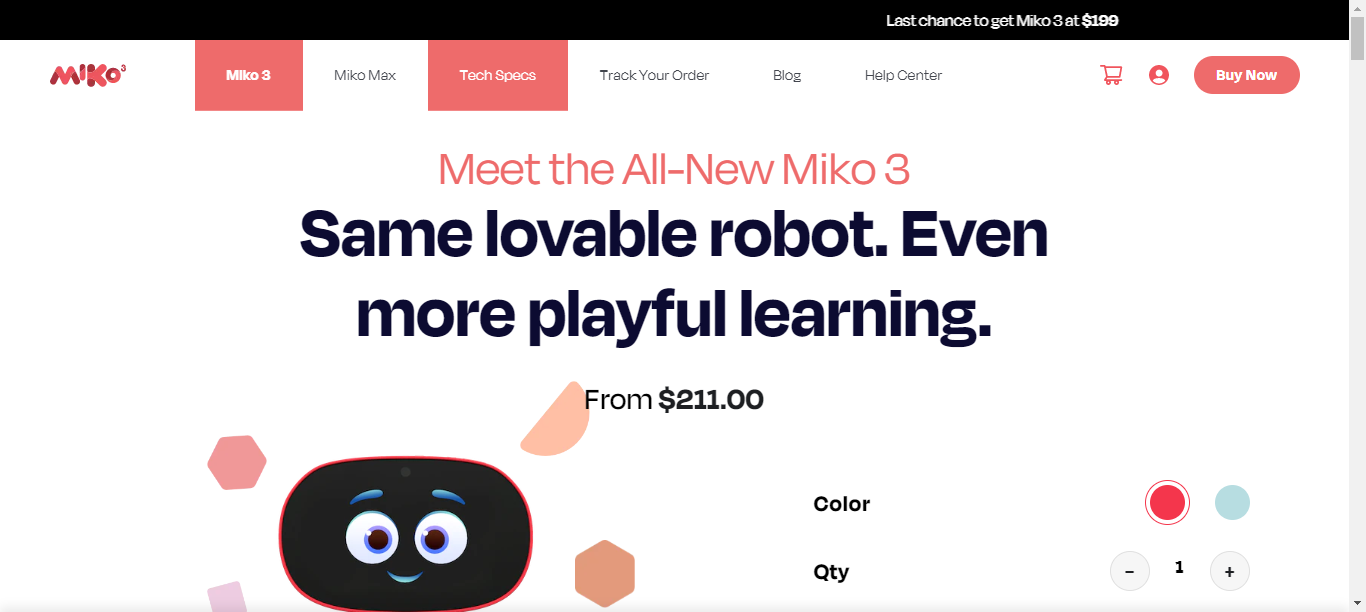 Last chance to get Miko 3 at $199
MIKO 3
Miko 3
Miko Max
Tech Specs
Track Your Order
Blog
Help Center
Buy Now
Meet the All-New Miko 3
Same lovable robot. Even
more playful learning.
From $211.00
Color
Qty
- 1 +